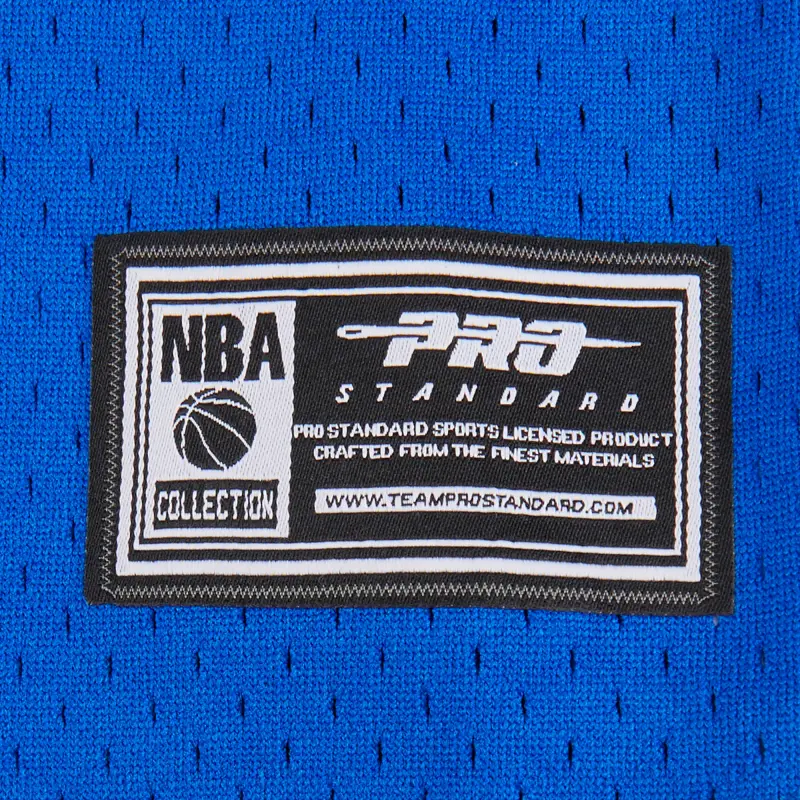 NBA
COLLECTION
PRO
STANDARD
PRO STANDARD SPORTS LICENSED PRODUCT
CRAFTED FROM THE FINEST MATERIALS
WWW.TEAMPROSTANDARD.COM